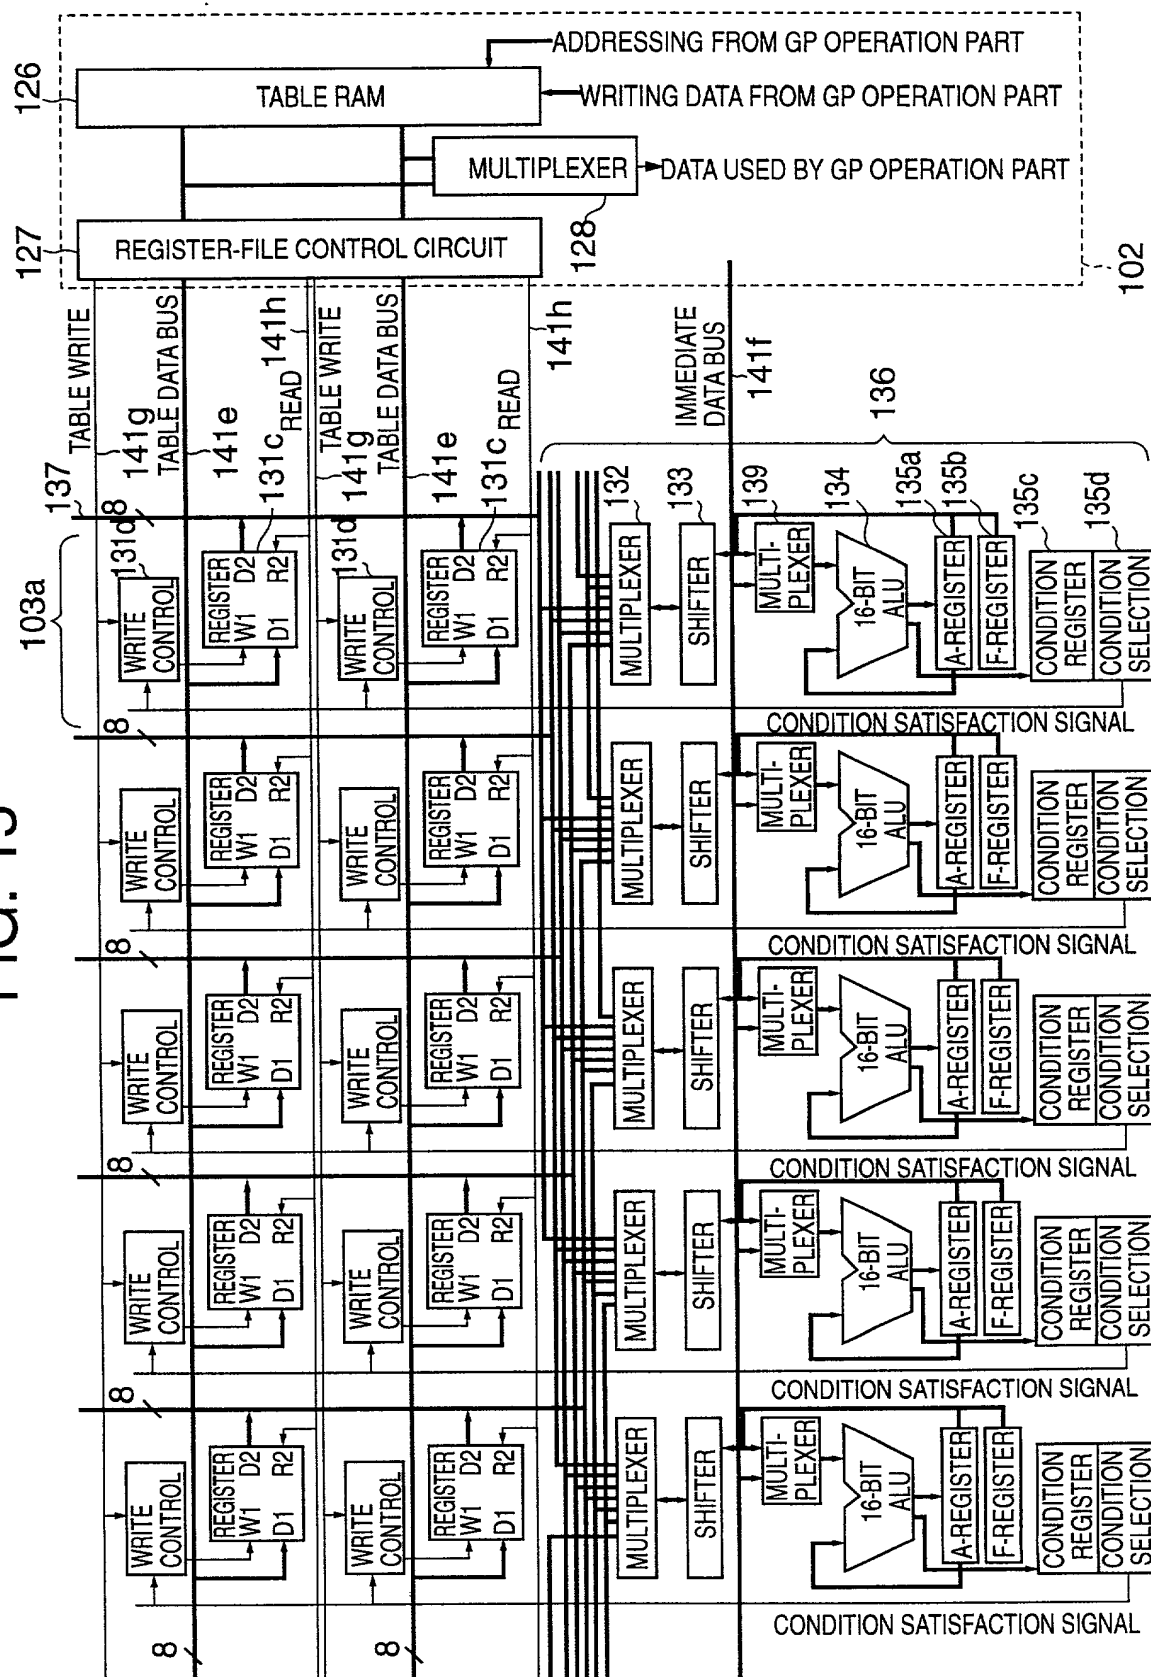 ADDRESSING FROM GP OPERATION PART
126
TABLE RAM
WRITING DATA FROM GP OPERATION PART
MULTIPLEXER
DATA USED BY GP OPERATION PART
127
REGISTER-FILE CONTROL CIRCUIT
128
102
TABLE WRITE
141g
TABLE DATA BUS
141e
131c
READ
141h
TABLE WRITE
141g
TABLE DATA BUS
141e
131c
READ
141h
IMMEDIATE
DATA BUS
141f
136
137
8
103a
131d
WRITE
CONTROL
REGISTER
W1 D2
D1 R2
131d
WRITE
CONTROL
REGISTER
W1 D2
D1 R2
132
MULTIPLEXER
133
SHIFTER
139
MULTI-
PLEXER
134
16-BIT
ALU
135a
A-REGISTER
135b
F-REGISTER
135c
CONDITION
REGISTER
135d
CONDITION
SELECTION
CONDITION SATISFACTION SIGNAL
8
WRITE
CONTROL
REGISTER
W1 D2
D1 R2
WRITE
CONTROL
REGISTER
W1 D2
D1 R2
MULTIPLEXER
SHIFTER
MULTI-
PLEXER
16-BIT
ALU
A-REGISTER
F-REGISTER
CONDITION
REGISTER
CONDITION
SELECTION
CONDITION SATISFACTION SIGNAL
8
WRITE
CONTROL
REGISTER
W1 D2
D1 R2
WRITE
CONTROL
REGISTER
W1 D2
D1 R2
MULTIPLEXER
SHIFTER
MULTI-
PLEXER
16-BIT
ALU
A-REGISTER
F-REGISTER
CONDITION
REGISTER
CONDITION
SELECTION
CONDITION SATISFACTION SIGNAL
8
WRITE
CONTROL
REGISTER
W1 D2
D1 R2
WRITE
CONTROL
REGISTER
W1 D2
D1 R2
MULTIPLEXER
SHIFTER
MULTI-
PLEXER
16-BIT
ALU
A-REGISTER
F-REGISTER
CONDITION
REGISTER
CONDITION
SELECTION
CONDITION SATISFACTION SIGNAL
8
WRITE
CONTROL
REGISTER
W1 D2
D1 R2
WRITE
CONTROL
REGISTER
W1 D2
D1 R2
MULTIPLEXER
SHIFTER
MULTI-
PLEXER
16-BIT
ALU
A-REGISTER
F-REGISTER
CONDITION
REGISTER
CONDITION
SELECTION
CONDITION SATISFACTION SIGNAL
8
8